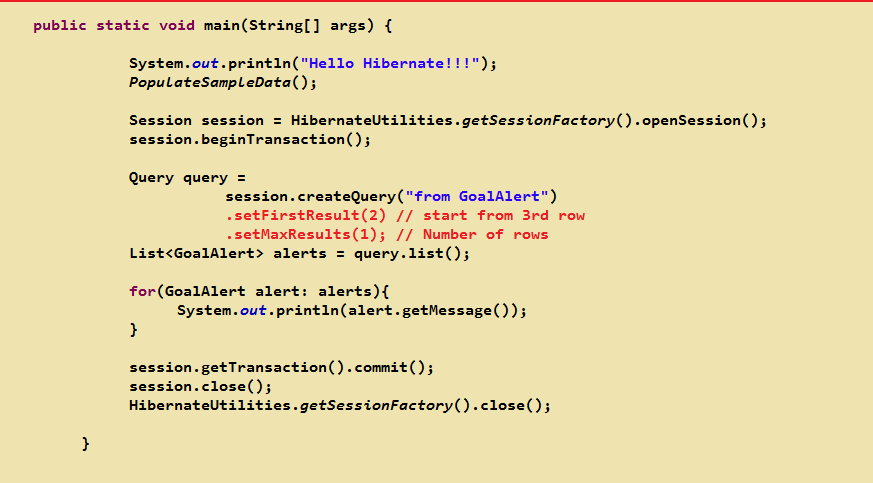 public static void main(String[] args) {
System.out.println("Hello Hibernate!!!");
PopulateSampleData();
Session session = HibernateUtilities.getSessionFactory().openSession();
session.beginTransaction();
Query query =
session.createQuery("from GoalAlert")
.setFirstResult(2) // start from 3rd row
.setMaxResults(1); // Number of rows
List<GoalAlert> alerts = query.list();
for(GoalAlert alert: alerts){
System.out.println(alert.getMessage());
}
session.getTransaction().commit();
session.close();
HibernateUtilities.getSessionFactory().close();
}